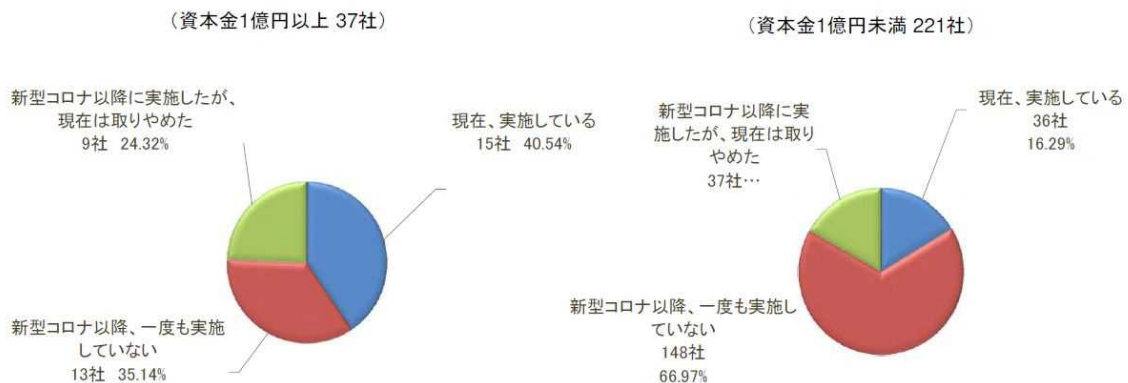 (資本金1億円以上 37社)
新型コロナ以降に実施したが、
現在は取りやめた
9社 24.32%
現在、実施している
15社 40.54%
新型コロナ以降、一度も実施
していない
13社 35.14%
(資本金1億円未満 221社)
新型コロナ以降に実
施したが、現在は取り
やめた
37社…
現在、実施している
36社
16.29%
新型コロナ以降、一度も実施し
ていない
148社
66.97%